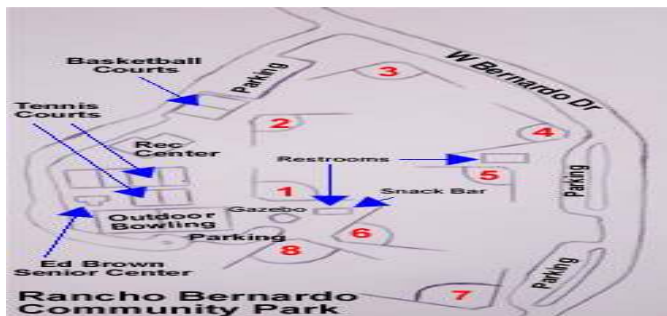 Basketball
Courts
Parking
W Bernardo Dr
3
Tennis
Courts
2
4
Rec
Center
Restrooms
5
Parking
1
Snack Bar
Gazebo
Outdoor
Bowling
6
Parking
8
Ed Brown
Senior Center
Parking
7
Rancho Bernardo
Community Park